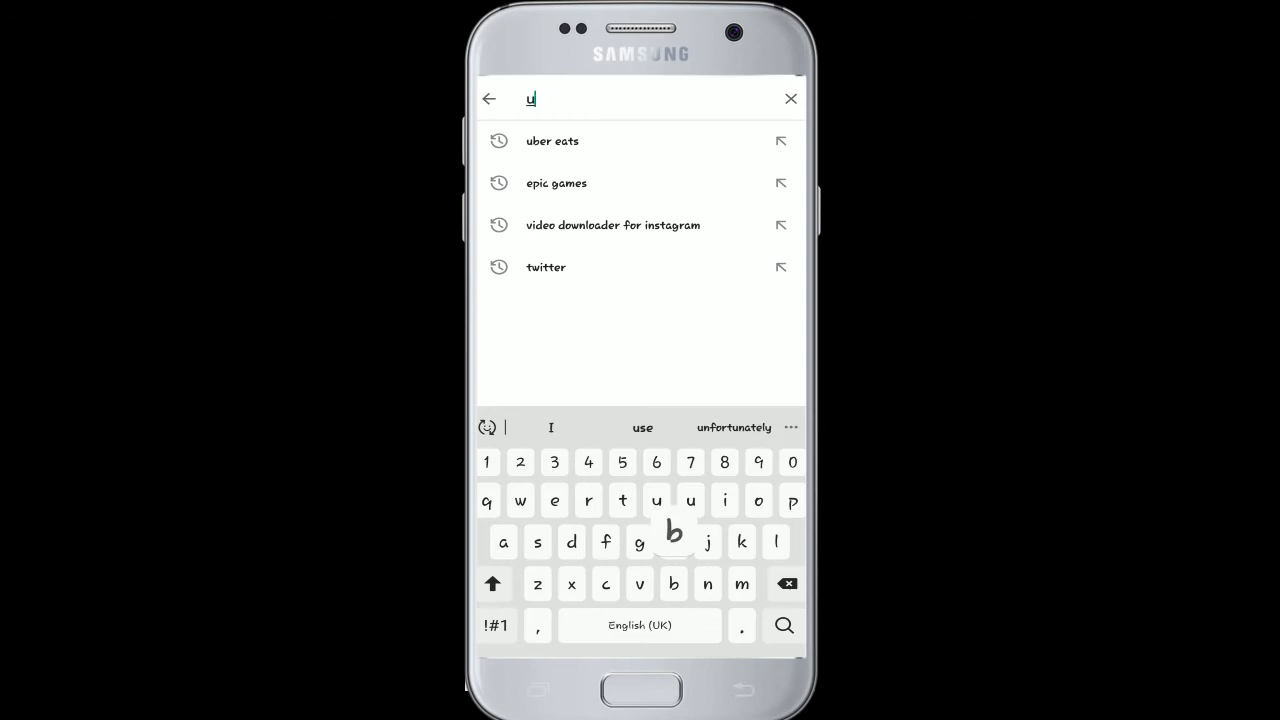 SAMSUNG
u
uber eats
epic games
video downloader for instagram
twitter
I use unfortunately ...
1 2 3 4 5 6 7 8 9 0
q w e r t u u i o p
b
a s d f g j k l
z x c v b n m
!#1 , English (UK) .